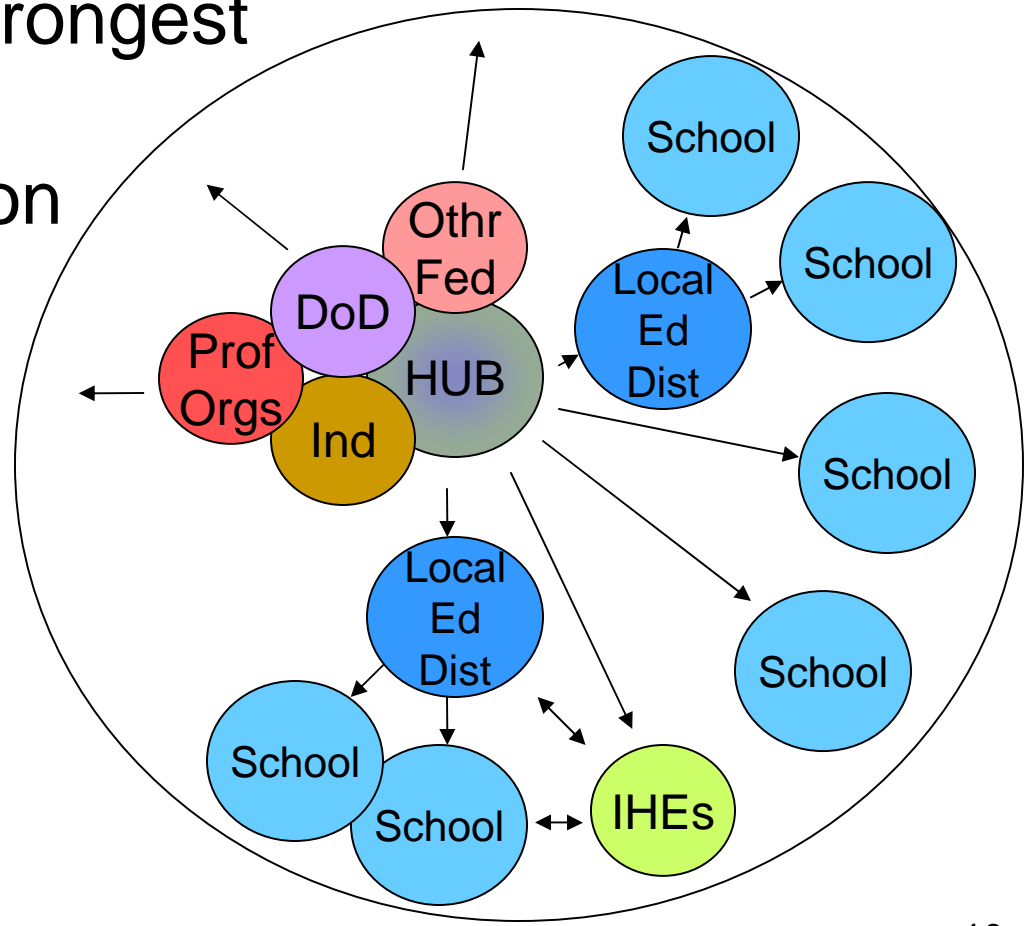 rongest
on
School
Othr
Fed
School
Local
Ed
Dist
DoD
Prof
Orgs
HUB
Ind
School
Local
Ed
Dist
School
School
School
IHEs